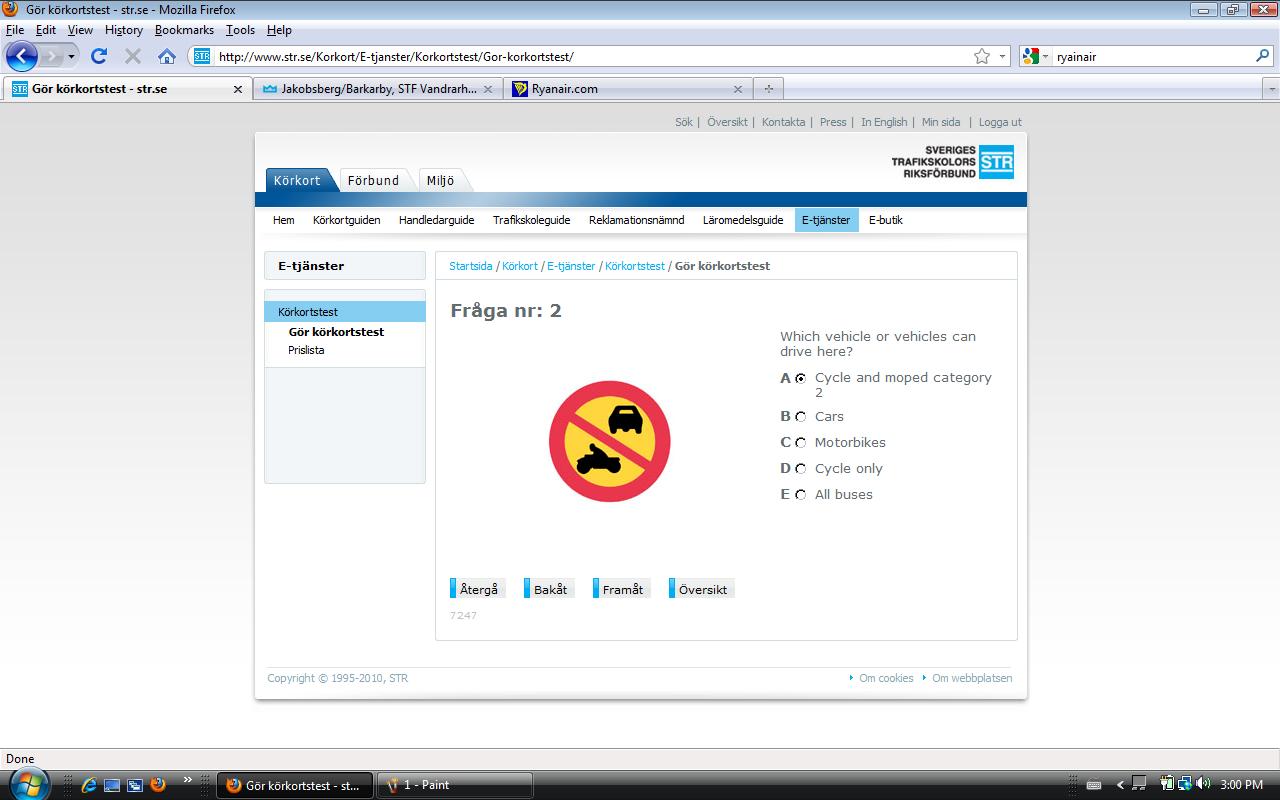 Gör körkortstest - str.se - Mozilla Firefox
File Edit View History Bookmarks Tools Help
STR http://www.str.se/Korkort/E-tjanster/Korkortstest/Gor-korkortstest/ ryainair
STR Gör körkortstest - str.se Jakobsberg/Barkarby, STF Vandrarh... Ryanair.com
Sök | Översikt | Kontakta | Press | In English | Min sida | Logga ut
SVERIGES
TRAFIKSKOLORS
RIKSFÖRBUND
STR
Körkort Förbund Miljö
Hem Körkortguiden Handledarguide Trafikskoleguide Reklamationsnämnd Läromedelsguide E-tjänster E-butik
E-tjänster
Körkortstest
Gör körkortstest
Prislista
Startsida / Körkort / E-tjänster / Körkortstest / Gör körkortstest
Fråga nr: 2
Which vehicle or vehicles can
drive here?
A Cycle and moped category
2
B Cars
C Motorbikes
D Cycle only
E All buses
Återgå Bakåt Framåt Översikt
7247
Copyright © 1995-2010, STR Om cookies Om webbplatsen
Done
Gör körkortstest - st... 1 - Paint 3:00 PM